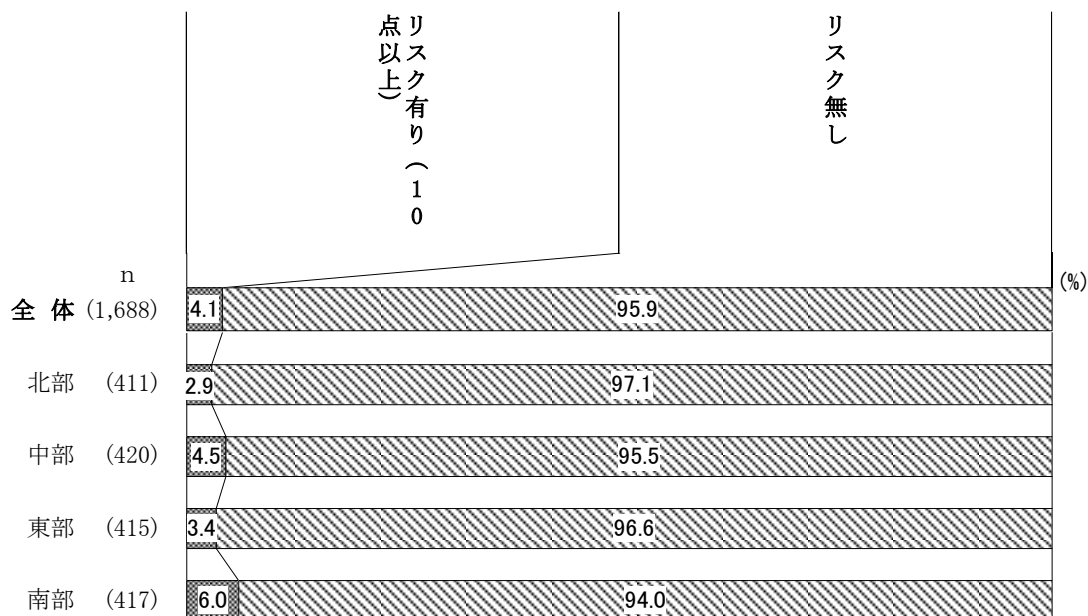 リスク有り（10
点以上）
リスク無し
n
(%)
全 体 (1,688) 4.1 95.9
北部 (411) 2.9 97.1
中部 (420) 4.5 95.5
東部 (415) 3.4 96.6
南部 (417) 6.0 94.0